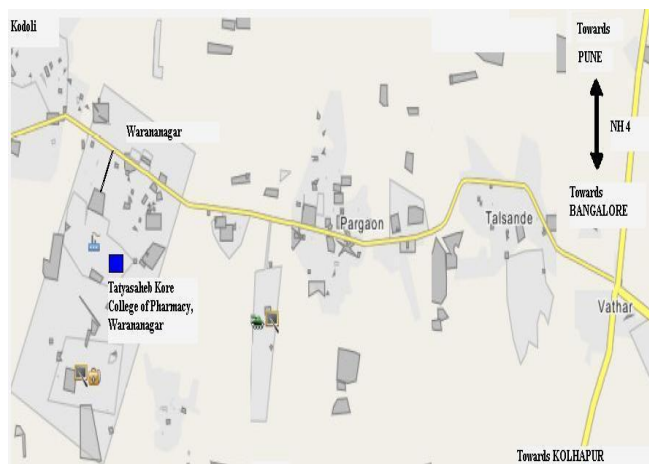 Kodoli
Towards
PUNE
NH 4
Towards
BANGALORE
Warananagar
Pargaon
Talsande
Tatyasaheb Kore
College of Pharmacy,
Warananagar
Vathar
Towards KOLHAPUR